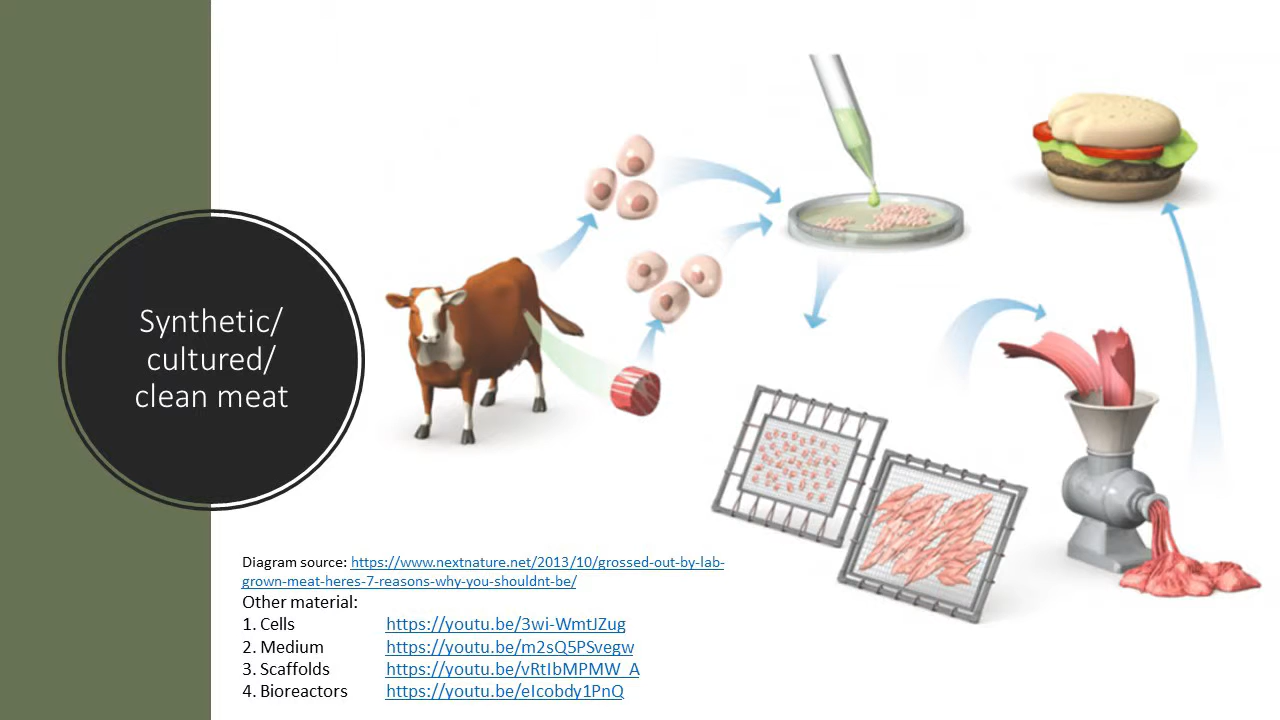 Synthetic/
cultured/
clean meat
Diagram source: https://www.nextnature.net/2013/10/grossed-out-by-lab-
grown-meat-heres-7-reasons-why-you-shouldnt-be/
Other material:
1. Cells https://youtu.be/3wi-WmtJZug
2. Medium https://youtu.be/m2sQ5PSvegw
3. Scaffolds https://youtu.be/vRtIbMPMW_A
4. Bioreactors https://youtu.be/eIcobdy1PnQ